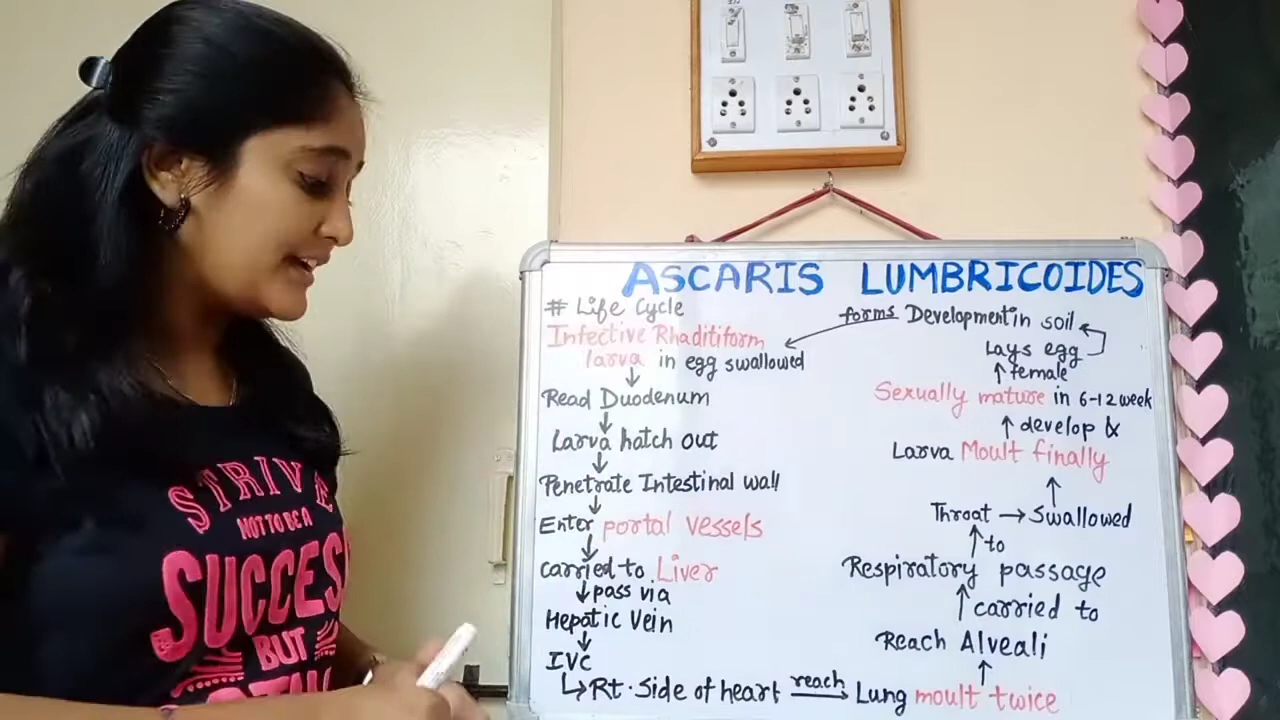 ASCARIS LUMBRICOIDES
# Life Cycle
Infective Rhaditiform
larva in egg swallowed
Read Duodenum
Larva hatch out
Penetrate Intestinal wall
Enter portal vessels
carried to Liver
pass via
Hepatic Vein
IVC
Rt. Side of heart reach Lung moult twice
Reach Alveali
carried to
Respiratory passage
to
Throat → Swallowed
Larva Moult finally
develop &
Sexually mature in 6-12 week
female
Lays egg
forms Development in soil
STRIVE
NOT TO BE A
SUCCESS
BUT